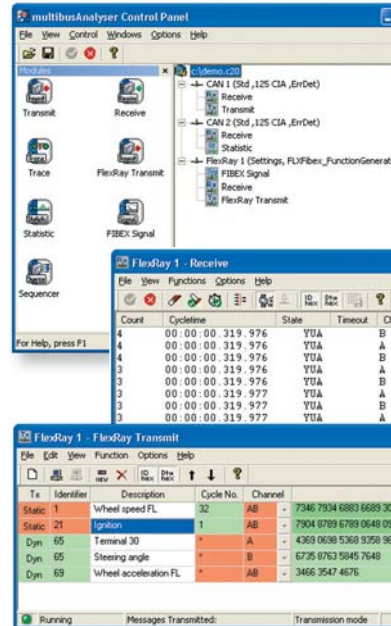 multibusAnalyser Control Panel
File View Control Windows Options Help
Modules
Transmit Receive
Trace FlexRay Transmit
Statistic FIBEX Signal
Sequencer
For Help, press F1
c:\demo.c20
CAN 1 (Std ,125 CIA ,ErrDet)
Receive
Transmit
CAN 2 (Std ,125 CIA ,ErrDet)
Receive
Statistic
FlexRay 1 (Settings, FLXFibex_FunctionGenerat
FIBEX Signal
Receive
FlexRay Transmit
FlexRay 1 - Receive
File View Functions Options Help
Count Cycletime State Timeout
4 00:00:00.319.976 YUA B
4 00:00:00.319.976 YUA A
4 00:00:00.319.976 YUA B
3 00:00:00.319.976 YUA A
3 00:00:00.319.976 YUA B
3 00:00:00.319.977 YUA A
3 00:00:00.319.977 YUA B
3 00:00:00.319.977 YUA A
FlexRay 1 - FlexRay Transmit
File Edit View Function Options Help
Tx Identifier Description Cycle No. Channel
Static 1 Wheel speed FL 32 AB 7346 7934 6883 6689 30
Static 21 Ignition 1 AB 7904 8789 6789 0648 09
Dyn 65 Terminal 30 * A 4369 0698 5368 9358 96
Dyn 65 Steering angle * B 6735 8763 5845 7648
Dyn 69 Wheel acceleration FL * AB 3466 3547 4676
Running Messages Transmitted: Transmission mode